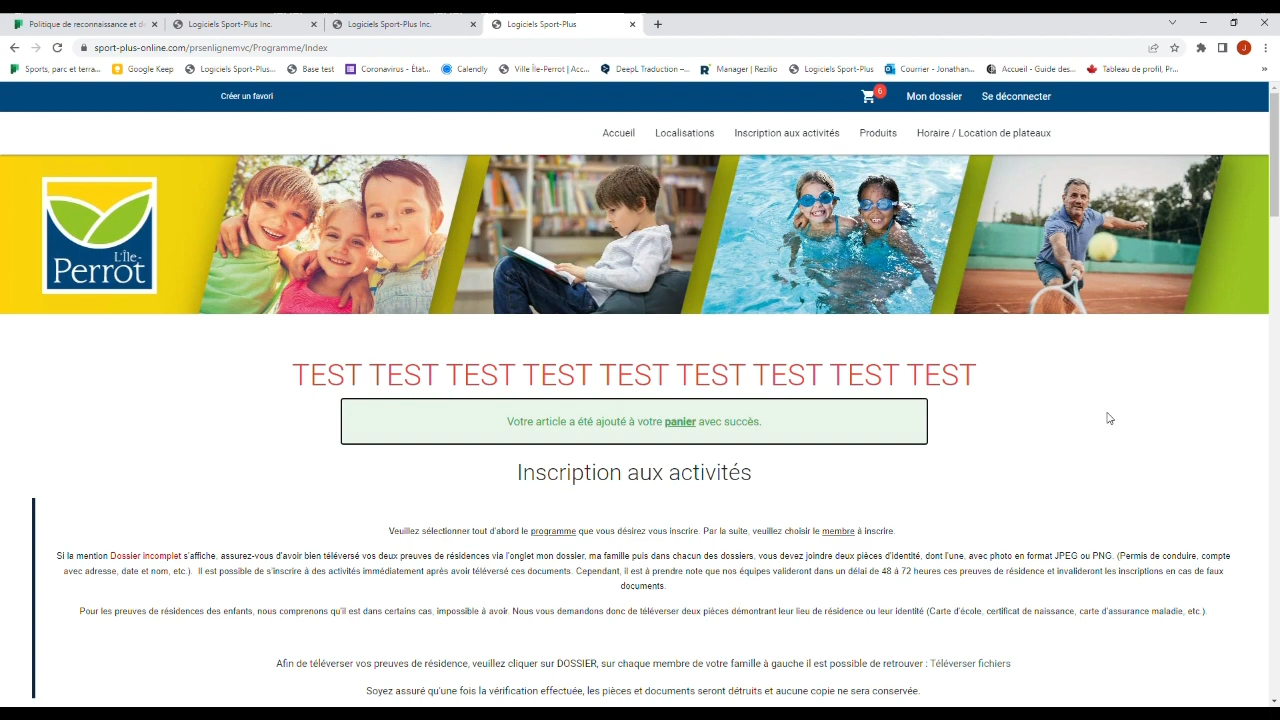 Politique de reconnaissance et d
Logiciels Sport-Plus Inc.
Logiciels Sport-Plus Inc.
Logiciels Sport-Plus
sport-plus-online.com/prsenlignemvc/Programme/Index
J
Sports, parc et terra...
Google Keep
Logiciels Sport-Plus...
Base test
Coronavirus - État...
Calendly
Ville Île-Perrot | Acc...
DeepL Traduction –...
Manager | Rezilio
Logiciels Sport-Plus
Courrier - Jonathan...
Accueil - Guide des...
Tableau de profil, Pr...
Créer un favori
6
Mon dossier
Se déconnecter
Accueil
Localisations
Inscription aux activités
Produits
Horaire / Location de plateaux
L'Île-
Perrot
TEST TEST TEST TEST TEST TEST TEST TEST TEST
Votre article a été ajouté à votre panier avec succès.
Inscription aux activités
Veuillez sélectionner tout d'abord le programme que vous désirez vous inscrire. Par la suite, veuillez choisir le membre à inscrire.
Si la mention Dossier incomplet s'affiche, assurez-vous d'avoir bien téléversé vos deux preuves de résidences via l'onglet mon dossier, ma famille puis dans chacun des dossiers, vous devez joindre deux pièces d'identité, dont l'une, avec photo en format JPEG ou PNG. (Permis de conduire, compte
avec adresse, date et nom, etc.). Il est possible de s'inscrire à des activités immédiatement après avoir téléversé ces documents. Cependant, il est à prendre note que nos équipes valideront dans un délai de 48 à 72 heures ces preuves de résidence et invalideront les inscriptions en cas de faux
documents.
Pour les preuves de résidences des enfants, nous comprenons qu'il est dans certains cas, impossible à avoir. Nous vous demandons donc de téléverser deux pièces démontrant leur lieu de résidence ou leur identité (Carte d'école, certificat de naissance, carte d'assurance maladie, etc.).
Afin de téléverser vos preuves de résidence, veuillez cliquer sur DOSSIER, sur chaque membre de votre famille à gauche il est possible de retrouver : Téléverser fichiers
Soyez assuré qu'une fois la vérification effectuée, les pièces et documents seront détruits et aucune copie ne sera conservée.